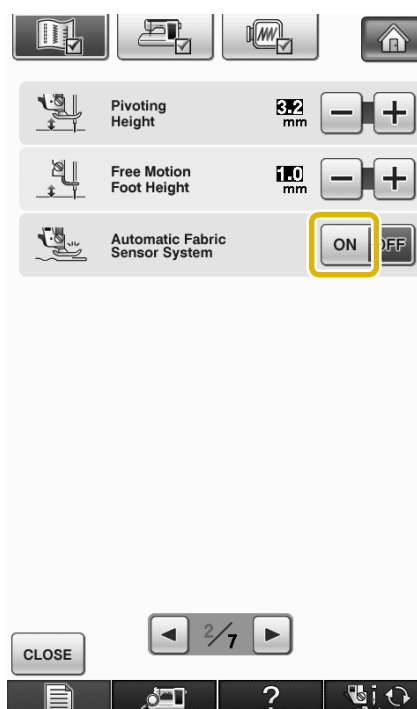 Pivoting
Height
3.2
mm
Free Motion
Foot Height
1.0
mm
Automatic Fabric
Sensor System
ON
OFF
2/7
CLOSE
?